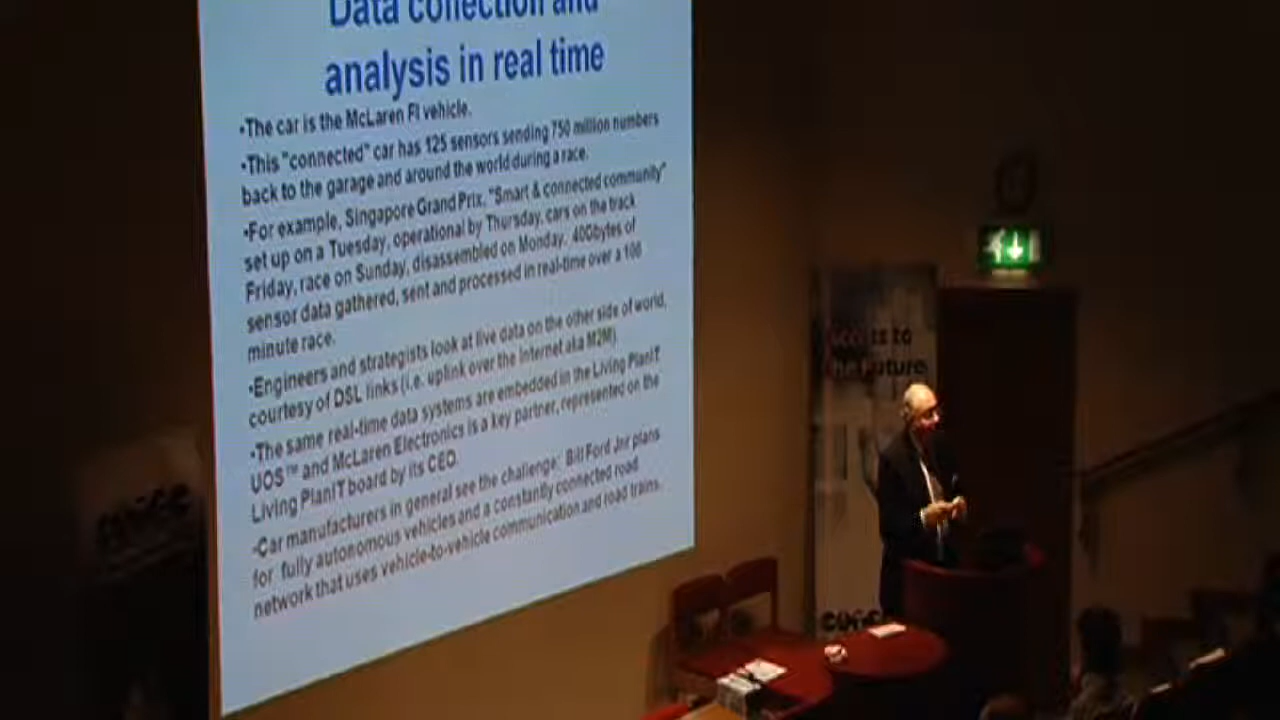 Data collection and
analysis in real time
•The car is the McLaren F1 vehicle.
•This "connected" car has 125 sensors sending 750 million numbers
back to the garage and around the world during a race.
•For example, Singapore Grand Prix, "Smart & connected community"
set up on a Tuesday, operational by Thursday, cars on the track
Friday, race on Sunday, disassembled on Monday. 40Gbytes of
sensor data gathered, sent and processed in real-time over a 106
minute race.
•Engineers and strategists look at live data on the other side of world,
courtesy of DSL links (i.e. uplink over the Internet aka M2M)
•The same real-time data systems are embedded in the Living PlanIT
UOS™ and McLaren Electronics is a key partner, represented on the
Living PlanIT board by its CEO.
•Car manufacturers in general see the challenge: Bill Ford Jnr plans
for fully autonomous vehicles and a constantly connected road
network that uses vehicle-to-vehicle communication and road trains.
to
Future